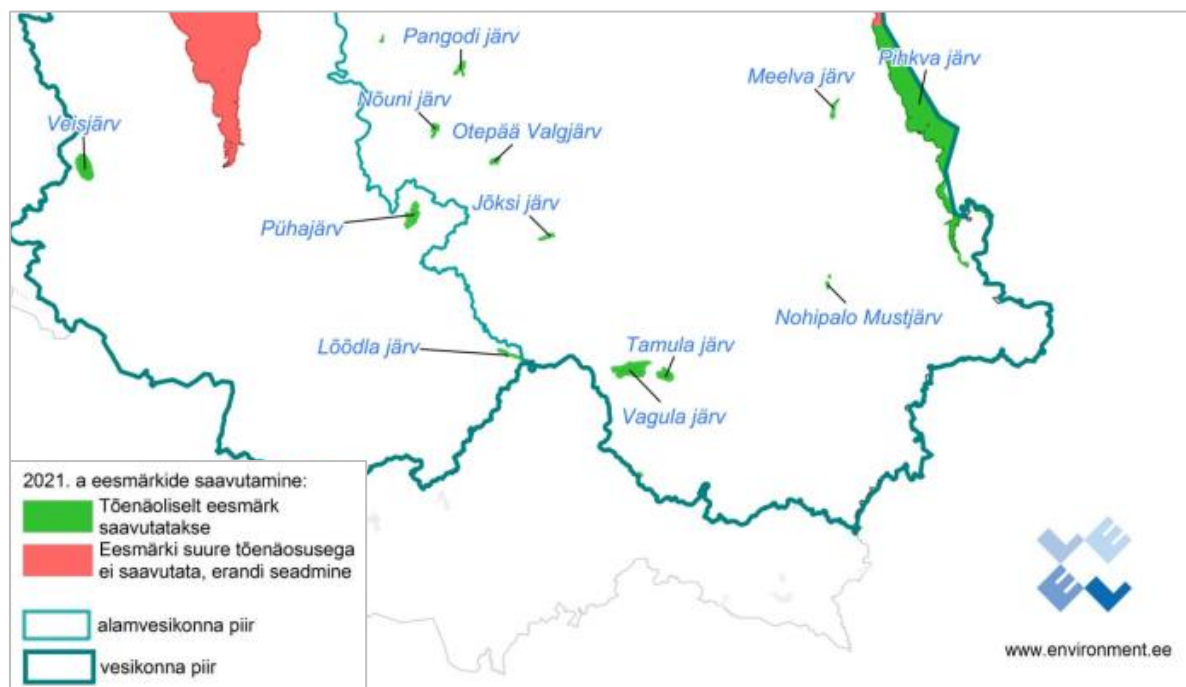 Pangodi järv
Pihkva järv
Meelva järv
Nõuni järv
Veisjärv
Otepää Valgjärv
Jõksi järv
Pühajärv
Nohipalo Mustjärv
Lõõdla järv
Tamula järv
Vagula järv
2021. a eesmärkide saavutamine:
Tõenäoliselt eesmärk
saavutatakse
Eesmärki suure tõenäosusega
ei saavutata, erandi seadmine
alamvesikonna piir
vesikonna piir
L E
E L
www.environment.ee